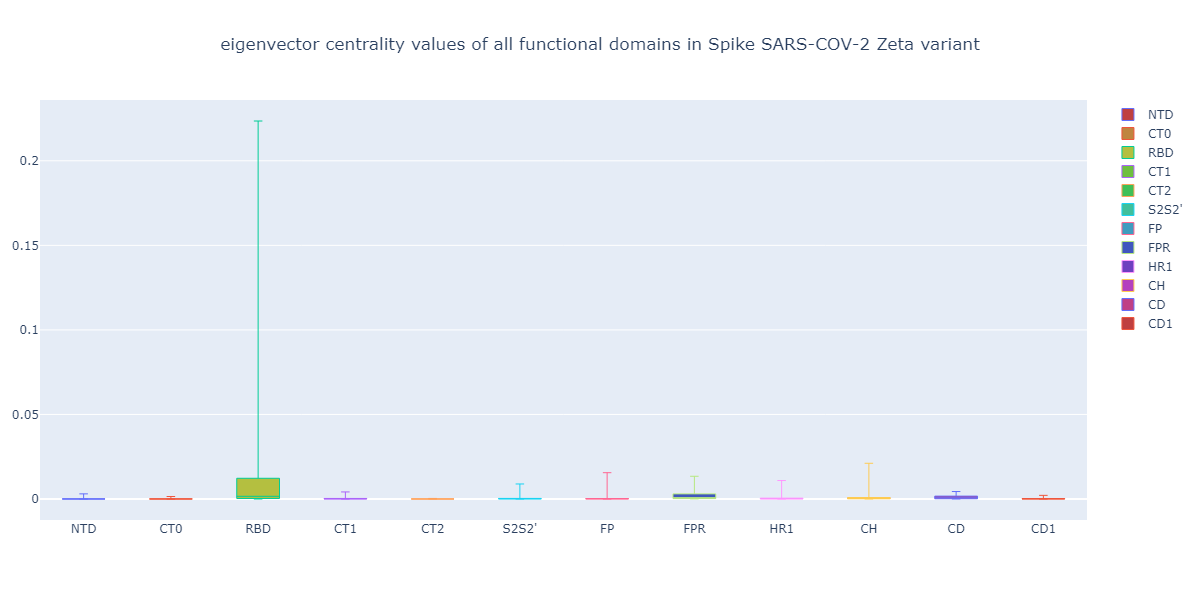 eigenvector centrality values of all functional domains in Spike SARS-COV-2 Zeta variant
0.2
0.15
0.1
0.05
0
NTD CT0 RBD CT1 CT2 S2S2' FP FPR HR1 CH CD CD1
NTD
CT0
RBD
CT1
CT2
S2S2'
FP
FPR
HR1
CH
CD
CD1